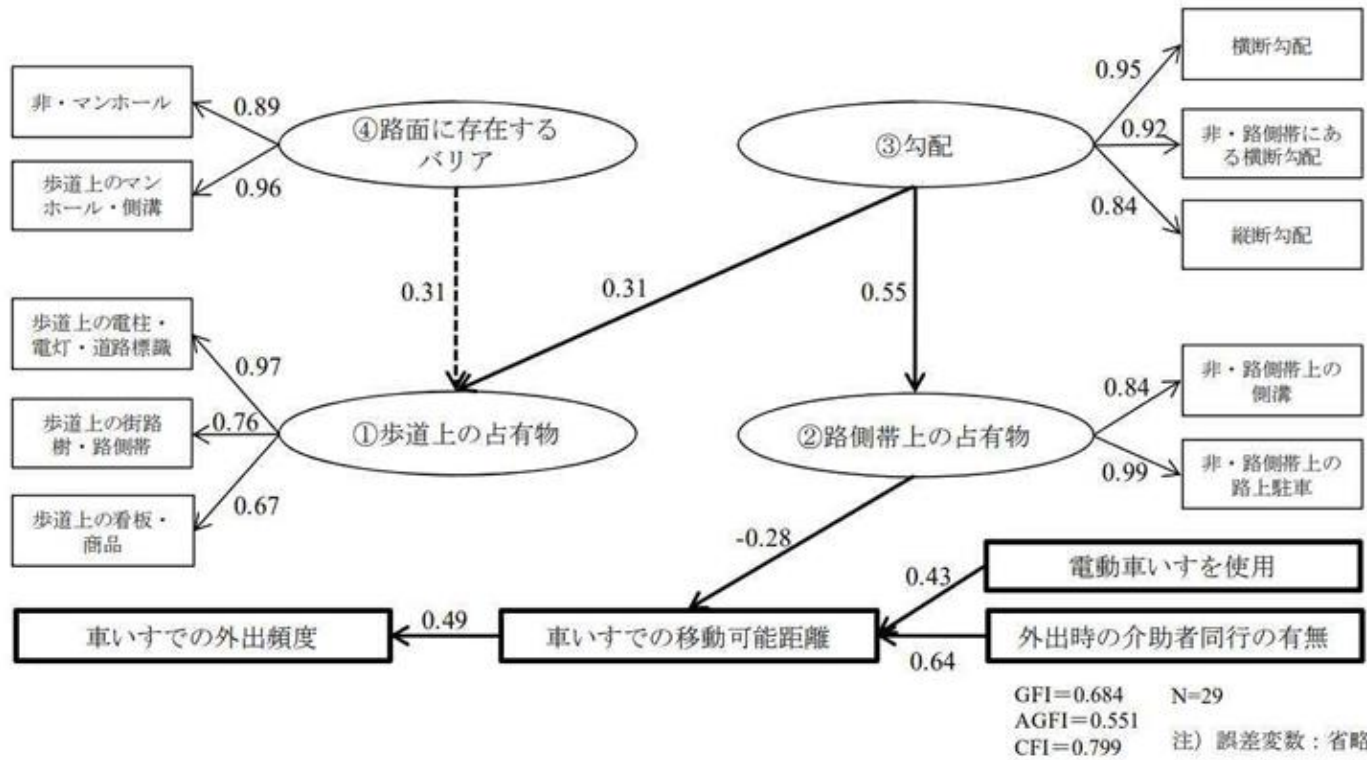 非・マンホール
0.89
歩道上のマン
ホール・側溝
0.96
④路面に存在する
バリア
③勾配
0.95
横断勾配
0.92
非・路側帯にあ
る横断勾配
0.84
縦断勾配
0.31
0.31
0.55
歩道上の電柱・
電灯・道路標識
0.97
歩道上の街路
樹・路側帯
0.76
歩道上の看板・
商品
0.67
①歩道上の占有物
②路側帯上の占有物
0.84
非・路側帯上の
側溝
0.99
非・路側帯上の
路上駐車
-0.28
0.43
電動車いすを使用
車いすでの外出頻度
0.49
車いすでの移動可能距離
0.64
外出時の介助者同行の有無
GFI=0.684
N=29
AGFI=0.551
CFI=0.799
注）誤差変数：省略